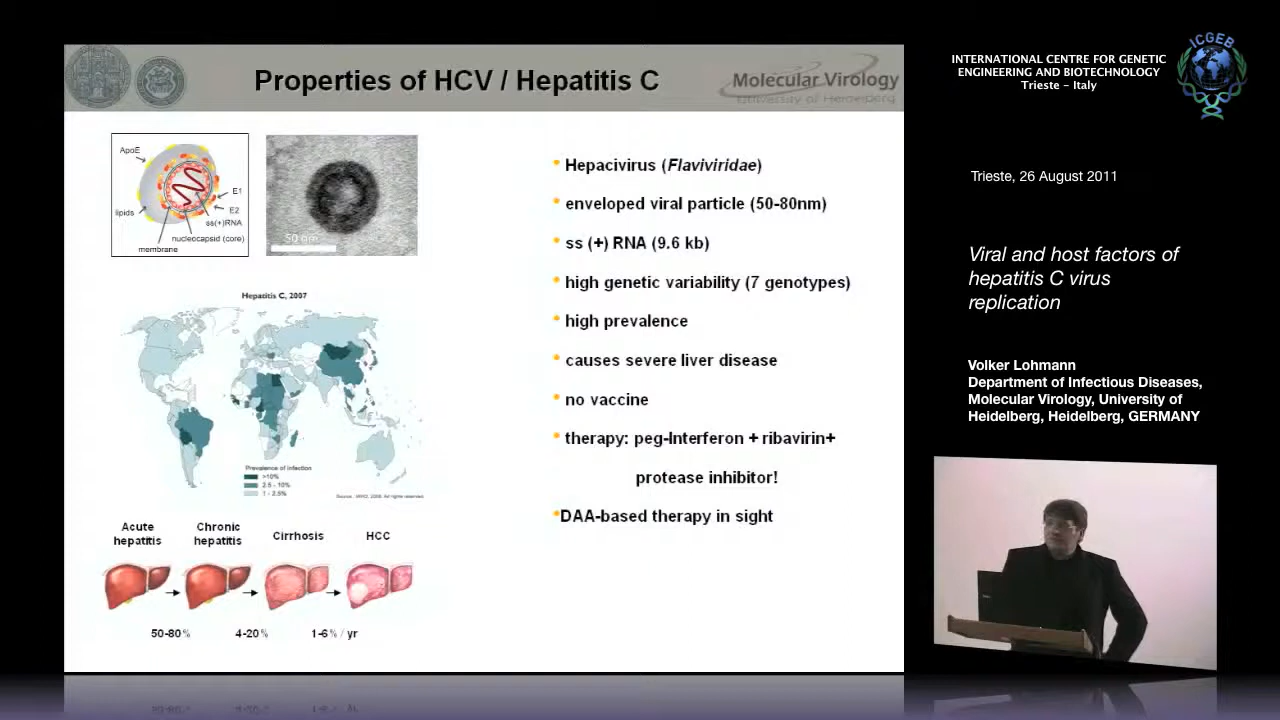 Properties of HCV / Hepatitis C
Molecular Virology
University of Heidelberg
ApoE
E1
E2
lipids
ss(+)RNA
nucleocapsid (core)
membrane
50 nm
• Hepacivirus (Flaviviridae)
• enveloped viral particle (50-80nm)
• ss (+) RNA (9.6 kb)
• high genetic variability (7 genotypes)
• high prevalence
• causes severe liver disease
• no vaccine
• therapy: peg-Interferon + ribavirin+
protease inhibitor!
•DAA-based therapy in sight
Hepatitis C, 2007
Prevalence of infection
>10%
2.5 - 10%
1 - 2.5%
All rights reserved
Acute
hepatitis
Chronic
hepatitis
Cirrhosis
HCC
50-80%
4-20%
1-6% / yr
INTERNATIONAL CENTRE FOR GENETIC
ENGINEERING AND BIOTECHNOLOGY
Trieste - Italy
ICGEB
Trieste, 26 August 2011
Viral and host factors of
hepatitis C virus
replication
Volker Lohmann
Department of Infectious Diseases,
Molecular Virology, University of
Heidelberg, Heidelberg, GERMANY